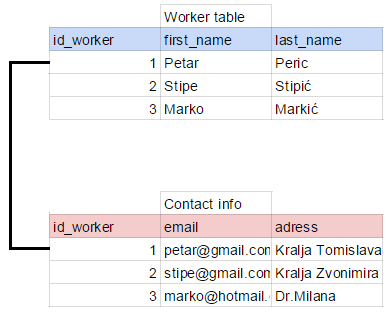 Worker table
id_worker first_name last_name
1 Petar Peric
2 Stipe Stipić
3 Marko Markić
Contact info
id_worker email adress
1 petar@gmail.com Kralja Tomislava
2 stipe@gmail.com Kralja Zvonimira
3 marko@hotmail. Dr.Milana